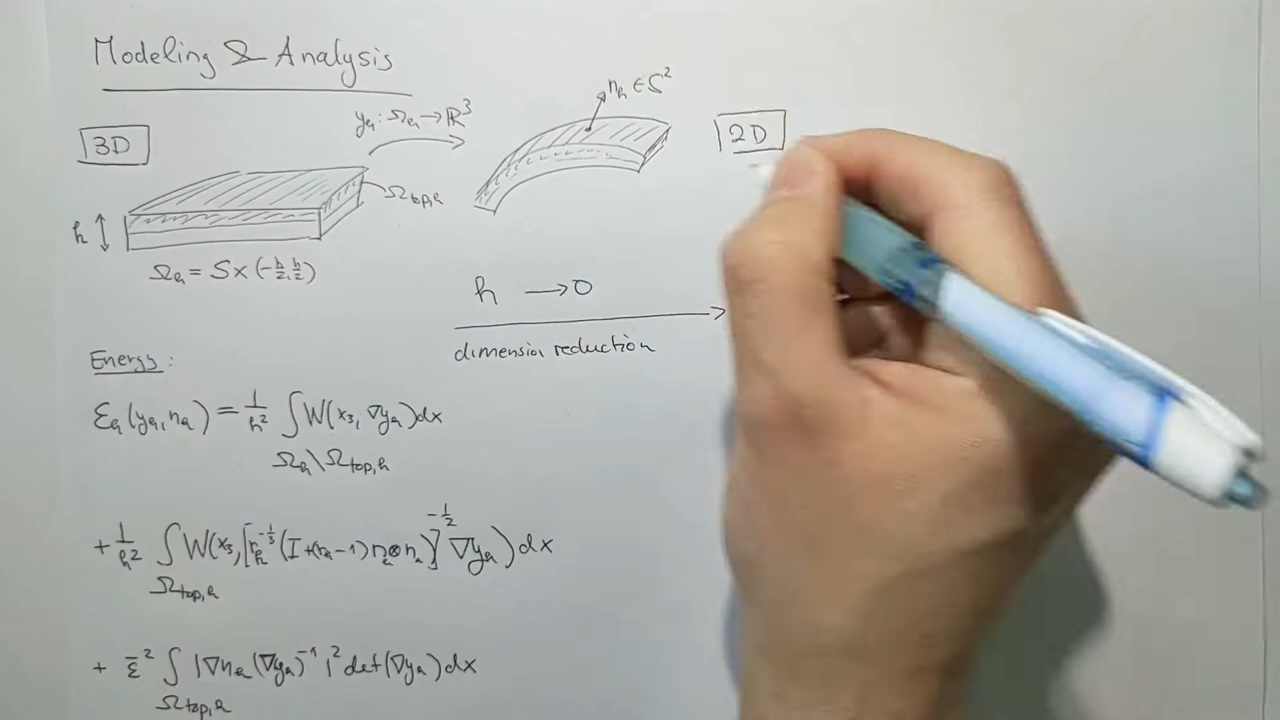 Modeling & Analysis
3D
h
Ω_h = S × (-h/2, h/2)
Ω_top,h
y_h : Ω_h → ℝ³
n_h ∈ S²
2D
h → 0
dimension reduction
Energy:
ℰ_h(y_h, n_h) = 1/h² ∫_{Ω_h\Ω_top,h} W(x₃, ∇y_h) dx
+ 1/h² ∫_{Ω_top,h} W(x₃, [r_h^{-1/3}(I + (r_h - 1) n_h ⊗ n_h)]^{-1/2} ∇y_h) dx
+ ε̄² ∫_{Ω_top,h} |∇n_h (∇y_h)^{-1}|² det(∇y_h) dx